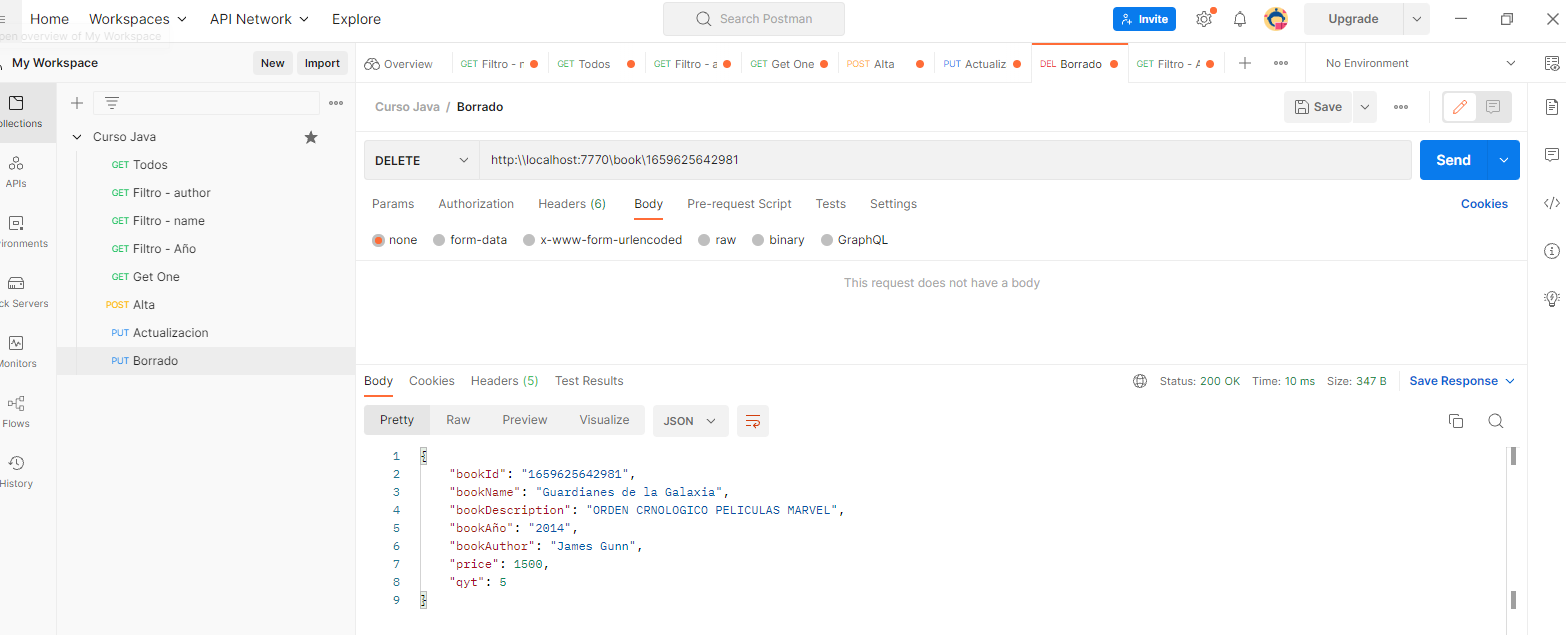 Home Workspaces API Network Explore Search Postman Invite Upgrade
pen overview of My Workspace
My Workspace New Import Overview GET Filtro - n GET Todos GET Filtro - a GET Get One POST Alta PUT Actualiz DEL Borrado GET Filtro - A No Environment
ollections
APIs
vironments
ck Servers
Monitors
Flows
History
Curso Java
GET Todos
GET Filtro - author
GET Filtro - name
GET Filtro - Año
GET Get One
POST Alta
PUT Actualizacion
PUT Borrado
Curso Java / Borrado Save
DELETE http:\\localhost:7770\book\1659625642981 Send
Params Authorization Headers (6) Body Pre-request Script Tests Settings Cookies
none form-data x-www-form-urlencoded raw binary GraphQL
This request does not have a body
Body Cookies Headers (5) Test Results Status: 200 OK Time: 10 ms Size: 347 B Save Response
Pretty Raw Preview Visualize JSON
1 {
2 "bookId": "1659625642981",
3 "bookName": "Guardianes de la Galaxia",
4 "bookDescription": "ORDEN CRNOLOGICO PELICULAS MARVEL",
5 "bookAño": "2014",
6 "bookAuthor": "James Gunn",
7 "price": 1500,
8 "qyt": 5
9 }